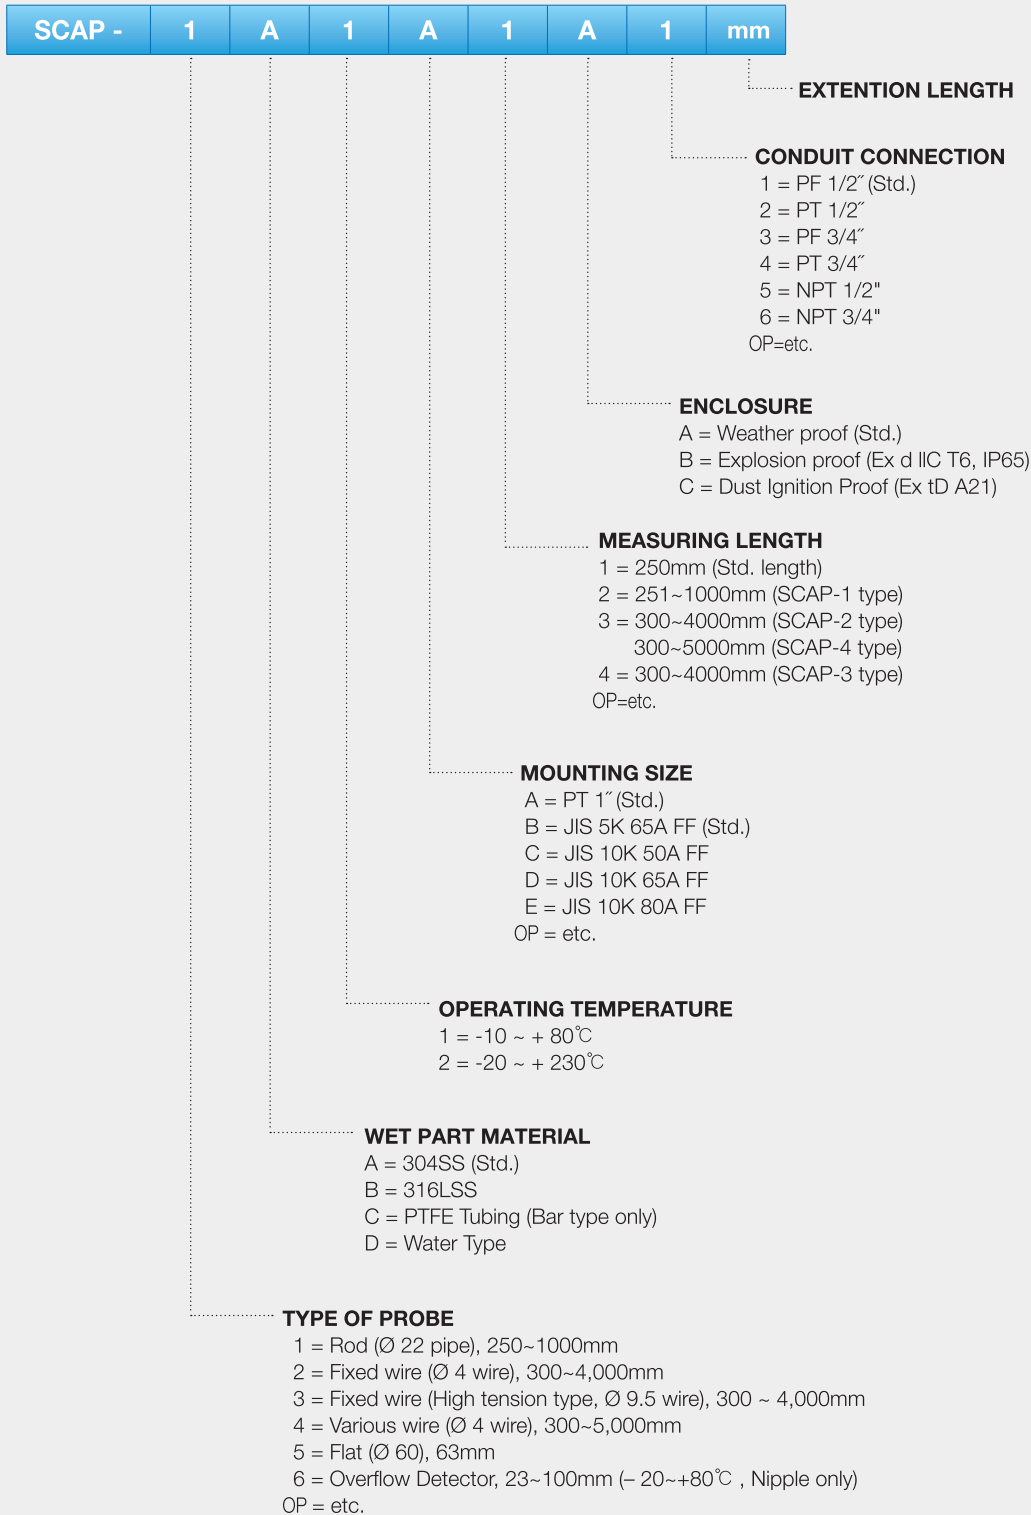 SCAP - 1 A 1 A 1 A 1 mm
EXTENTION LENGTH
CONDUIT CONNECTION
1 = PF 1/2˝ (Std.)
2 = PT 1/2˝
3 = PF 3/4˝
4 = PT 3/4˝
5 = NPT 1/2"
6 = NPT 3/4"
OP=etc.
ENCLOSURE
A = Weather proof (Std.)
B = Explosion proof (Ex d IIC T6, IP65)
C = Dust Ignition Proof (Ex tD A21)
MEASURING LENGTH
1 = 250mm (Std. length)
2 = 251~1000mm (SCAP-1 type)
3 = 300~4000mm (SCAP-2 type)
300~5000mm (SCAP-4 type)
4 = 300~4000mm (SCAP-3 type)
OP=etc.
MOUNTING SIZE
A = PT 1˝ (Std.)
B = JIS 5K 65A FF (Std.)
C = JIS 10K 50A FF
D = JIS 10K 65A FF
E = JIS 10K 80A FF
OP = etc.
OPERATING TEMPERATURE
1 = -10 ~ + 80℃
2 = -20 ~ + 230℃
WET PART MATERIAL
A = 304SS (Std.)
B = 316LSS
C = PTFE Tubing (Bar type only)
D = Water Type
TYPE OF PROBE
1 = Rod (Ø 22 pipe), 250~1000mm
2 = Fixed wire (Ø 4 wire), 300~4,000mm
3 = Fixed wire (High tension type, Ø 9.5 wire), 300 ~ 4,000mm
4 = Various wire (Ø 4 wire), 300~5,000mm
5 = Flat (Ø 60), 63mm
6 = Overflow Detector, 23~100mm (– 20~+80℃ , Nipple only)
OP = etc.